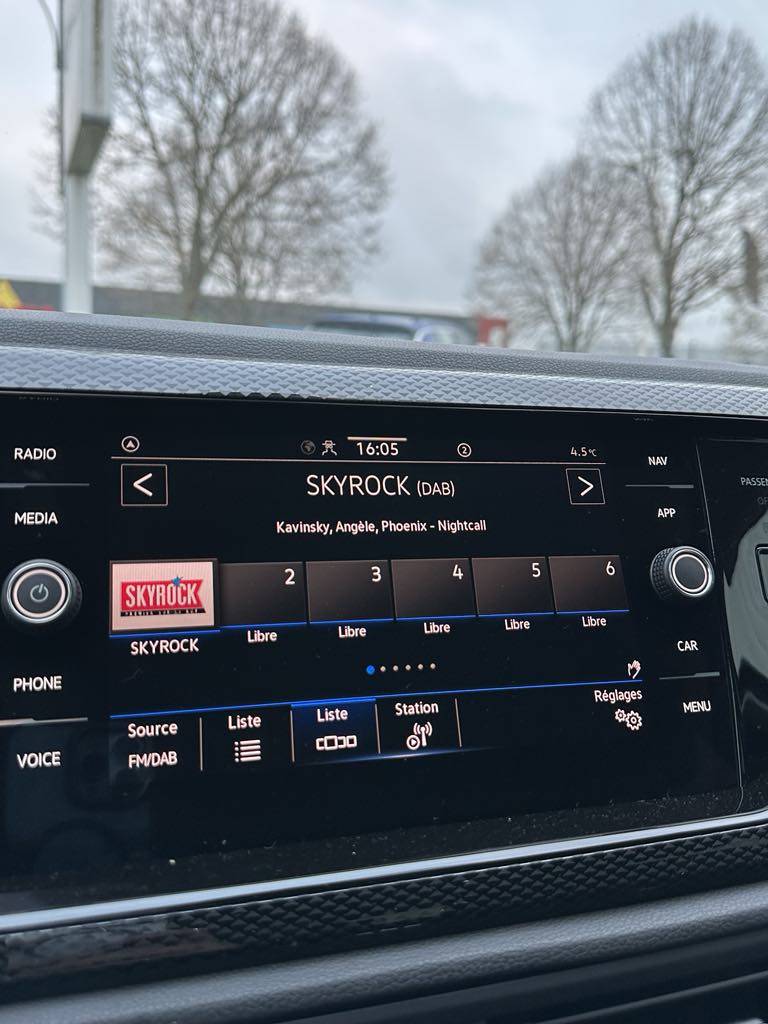 RADIO
MEDIA
PHONE
VOICE
16:05
2
4.5°C
<
SKYROCK (DAB)
>
Kavinsky, Angèle, Phoenix - Nightcall
SKYROCK
2
3
4
5
6
SKYROCK
Libre
Libre
Libre
Libre
Libre
Source
FM/DAB
Liste
Liste
Station
Réglages
NAV
APP
CAR
MENU